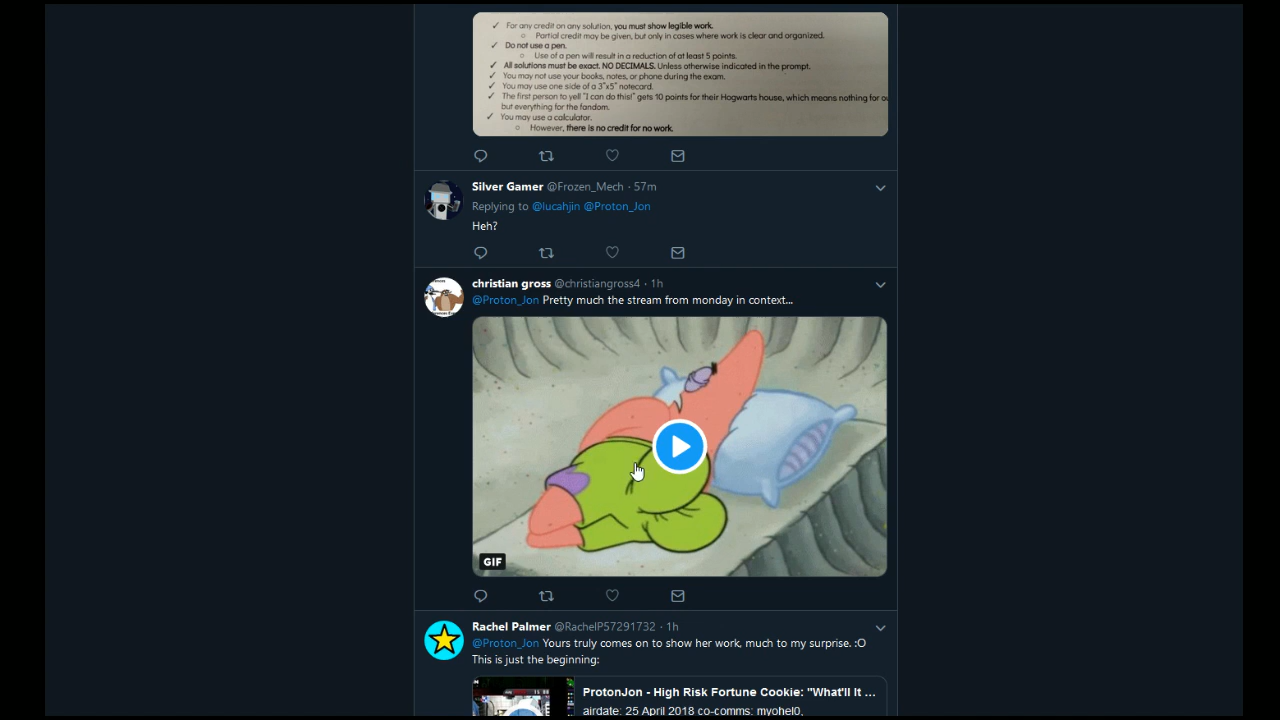 ✓ For any credit on any solution, you must show legible work.
○ Partial credit may be given, but only in cases where work is clear and organized.
✓ Do not use a pen.
○ Use of a pen will result in a reduction of at least 5 points.
✓ All solutions must be exact. NO DECIMALS. Unless otherwise indicated in the prompt.
✓ You may not use your books, notes, or phone during the exam.
✓ You may use one side of a 3"x5" notecard.
✓ The first person to yell "I can do this!" gets 10 points for their Hogwarts house, which means nothing for
but everything for the fandom.
✓ You may use a calculator.
○ However, there is no credit for no work.
Silver Gamer @Frozen_Mech · 57m
Replying to @lucahjin @Proton_Jon
Heh?
christian gross @christiangross4 · 1h
@Proton_Jon Pretty much the stream from monday in context...
GIF
Rachel Palmer @RachelP57291732 · 1h
@Proton_Jon Yours truly comes on to show her work, much to my surprise. :O
This is just the beginning:
ProtonJon - High Risk Fortune Cookie: "What'll It ...
airdate: 25 April 2018 co-comms: myohel0,